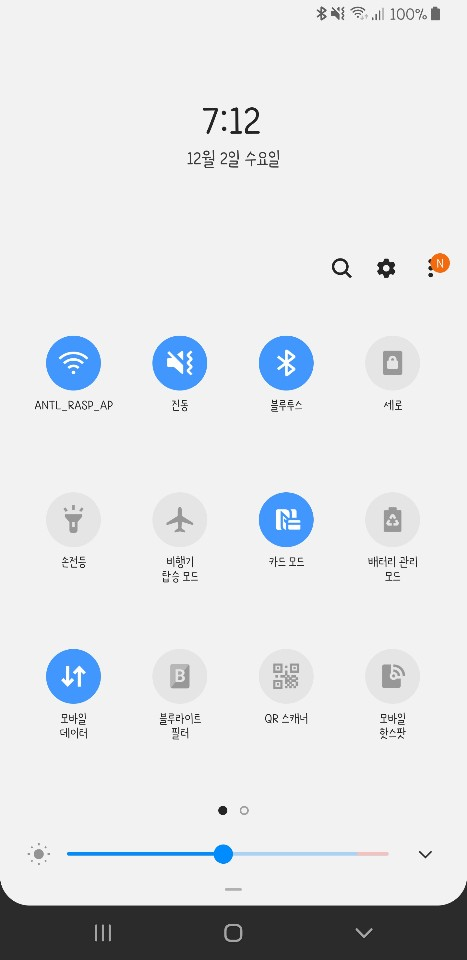 100%
7:12
12월 2일 수요일
N
ANTL_RASP_AP
진동
블루투스
세로
손전등
비행기
탑승 모드
카드 모드
배터리 관리
모드
모바일
데이터
B
블루라이트
필터
QR 스캐너
모바일
핫스팟